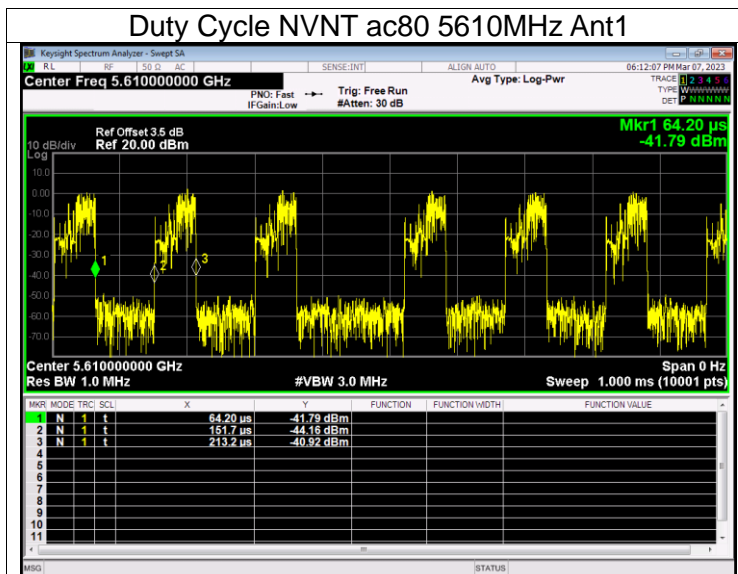 Duty Cycle NVNT ac80 5610MHz Ant1
Keysight Spectrum Analyzer - Swept SA
RL RF 50 Ω AC SENSE:INT ALIGN AUTO 06:12:07 PM Mar 07, 2023
Center Freq 5.610000000 GHz Avg Type: Log-Pwr TRACE 1 2 3 4 5 6
PNO: Fast Trig: Free Run TYPE WWWWWW
IFGain:Low #Atten: 30 dB DET P N N N N N
Mkr1 64.20 µs
-41.79 dBm
Ref Offset 3.5 dB
10 dB/div Ref 20.00 dBm
Log
10.0
0.00
-10.0
-20.0
-30.0
-40.0
-50.0
-60.0
-70.0
1
2
3
Center 5.610000000 GHz Span 0 Hz
Res BW 1.0 MHz #VBW 3.0 MHz Sweep 1.000 ms (10001 pts)
MKR MODE TRC SCL X Y FUNCTION FUNCTION WIDTH FUNCTION VALUE
1 N 1 t 64.20 µs -41.79 dBm
2 N 1 t 151.7 µs -44.16 dBm
3 N 1 t 213.2 µs -40.92 dBm
4
5
6
7
8
9
10
11
MSG STATUS